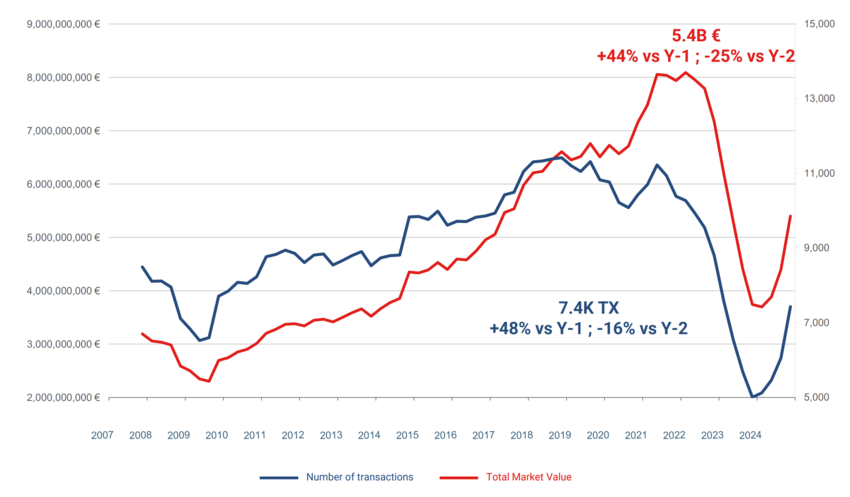 9,000,000,000 €
15,000
5.4B €
+44% vs Y-1 ; -25% vs Y-2
8,000,000,000 €
13,000
7,000,000,000 €
11,000
6,000,000,000 €
5,000,000,000 €
9,000
4,000,000,000 €
7.4K TX
+48% vs Y-1 ; -16% vs Y-2
7,000
3,000,000,000 €
2,000,000,000 €
5,000
2007 2008 2009 2010 2011 2012 2013 2014 2015 2016 2017 2018 2019 2020 2021 2022 2023 2024
Number of transactions
Total Market Value